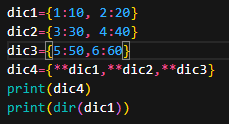 dic1={1:10, 2:20}
dic2={3:30, 4:40}
dic3={5:50,6:60}
dic4={**dic1,**dic2,**dic3}
print(dic4)
print(dir(dic1))